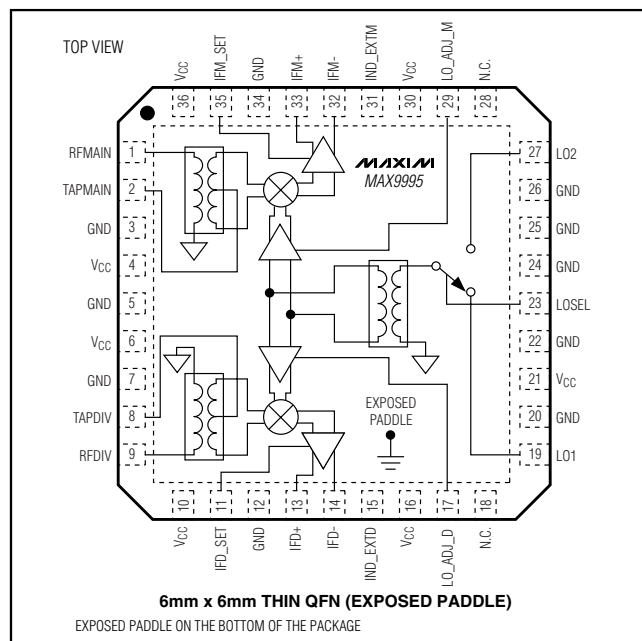 TOP VIEW
VCC
IFM_SET
GND
IFM+
IFM-
IND_EXTM
VCC
LO_ADJ_M
N.C.
36
35
34
33
32
31
30
29
28
RFMAIN 1
TAPMAIN 2
GND 3
VCC 4
GND 5
VCC 6
GND 7
TAPDIV 8
RFDIV 9
MAXIM
MAX9995
EXPOSED
PADDLE
27 LO2
26 GND
25 GND
24 GND
23 LOSEL
22 GND
21 VCC
20 GND
19 LO1
10
11
12
13
14
15
16
17
18
VCC
IFD_SET
GND
IFD+
IFD-
IND_EXTD
VCC
LO_ADJ_D
N.C.
6mm x 6mm THIN QFN (EXPOSED PADDLE)
EXPOSED PADDLE ON THE BOTTOM OF THE PACKAGE